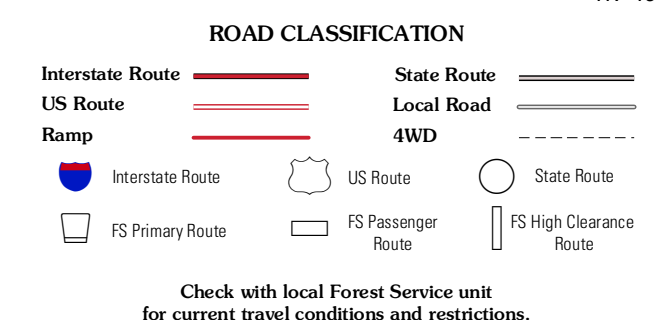 ROAD CLASSIFICATION
Interstate Route
State Route
US Route
Local Road
Ramp
4WD
Interstate Route
US Route
State Route
FS Primary Route
FS Passenger
Route
FS High Clearance
Route
Check with local Forest Service unit
for current travel conditions and restrictions.